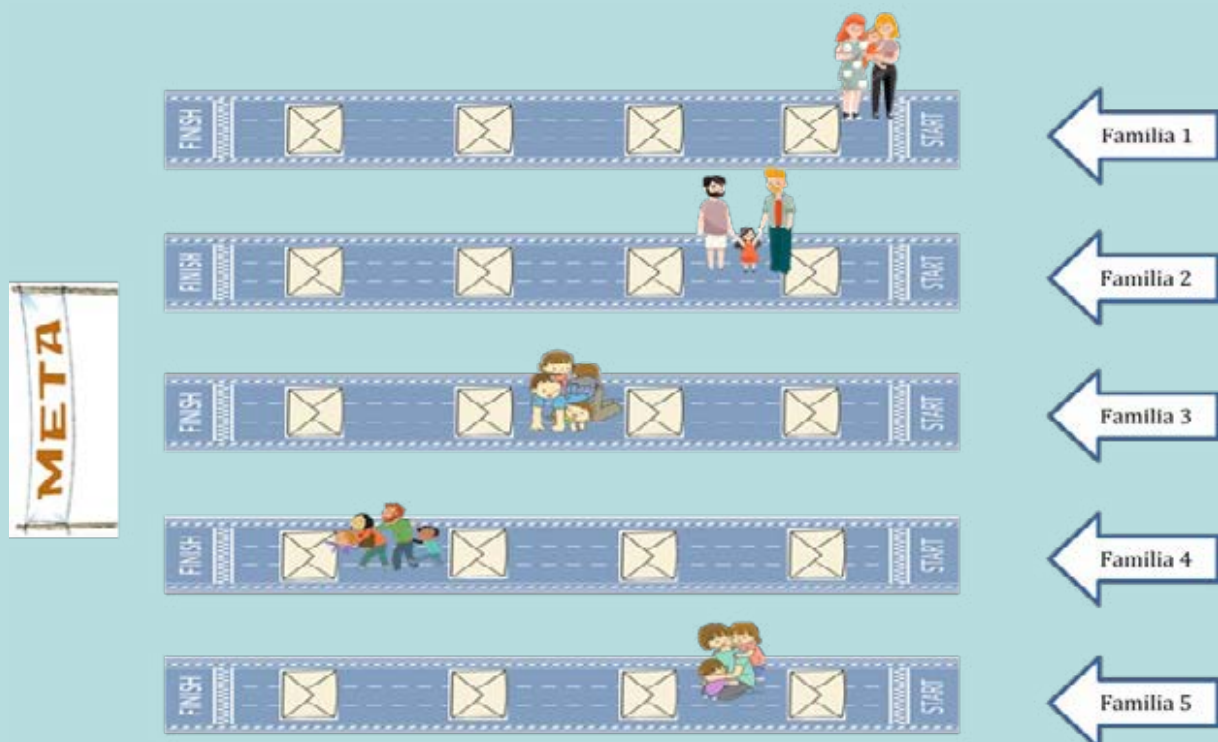 FINISH START Familia 1
FINISH START Familia 2
META
FINISH START Familia 3
FINISH START Familia 4
FINISH START Familia 5